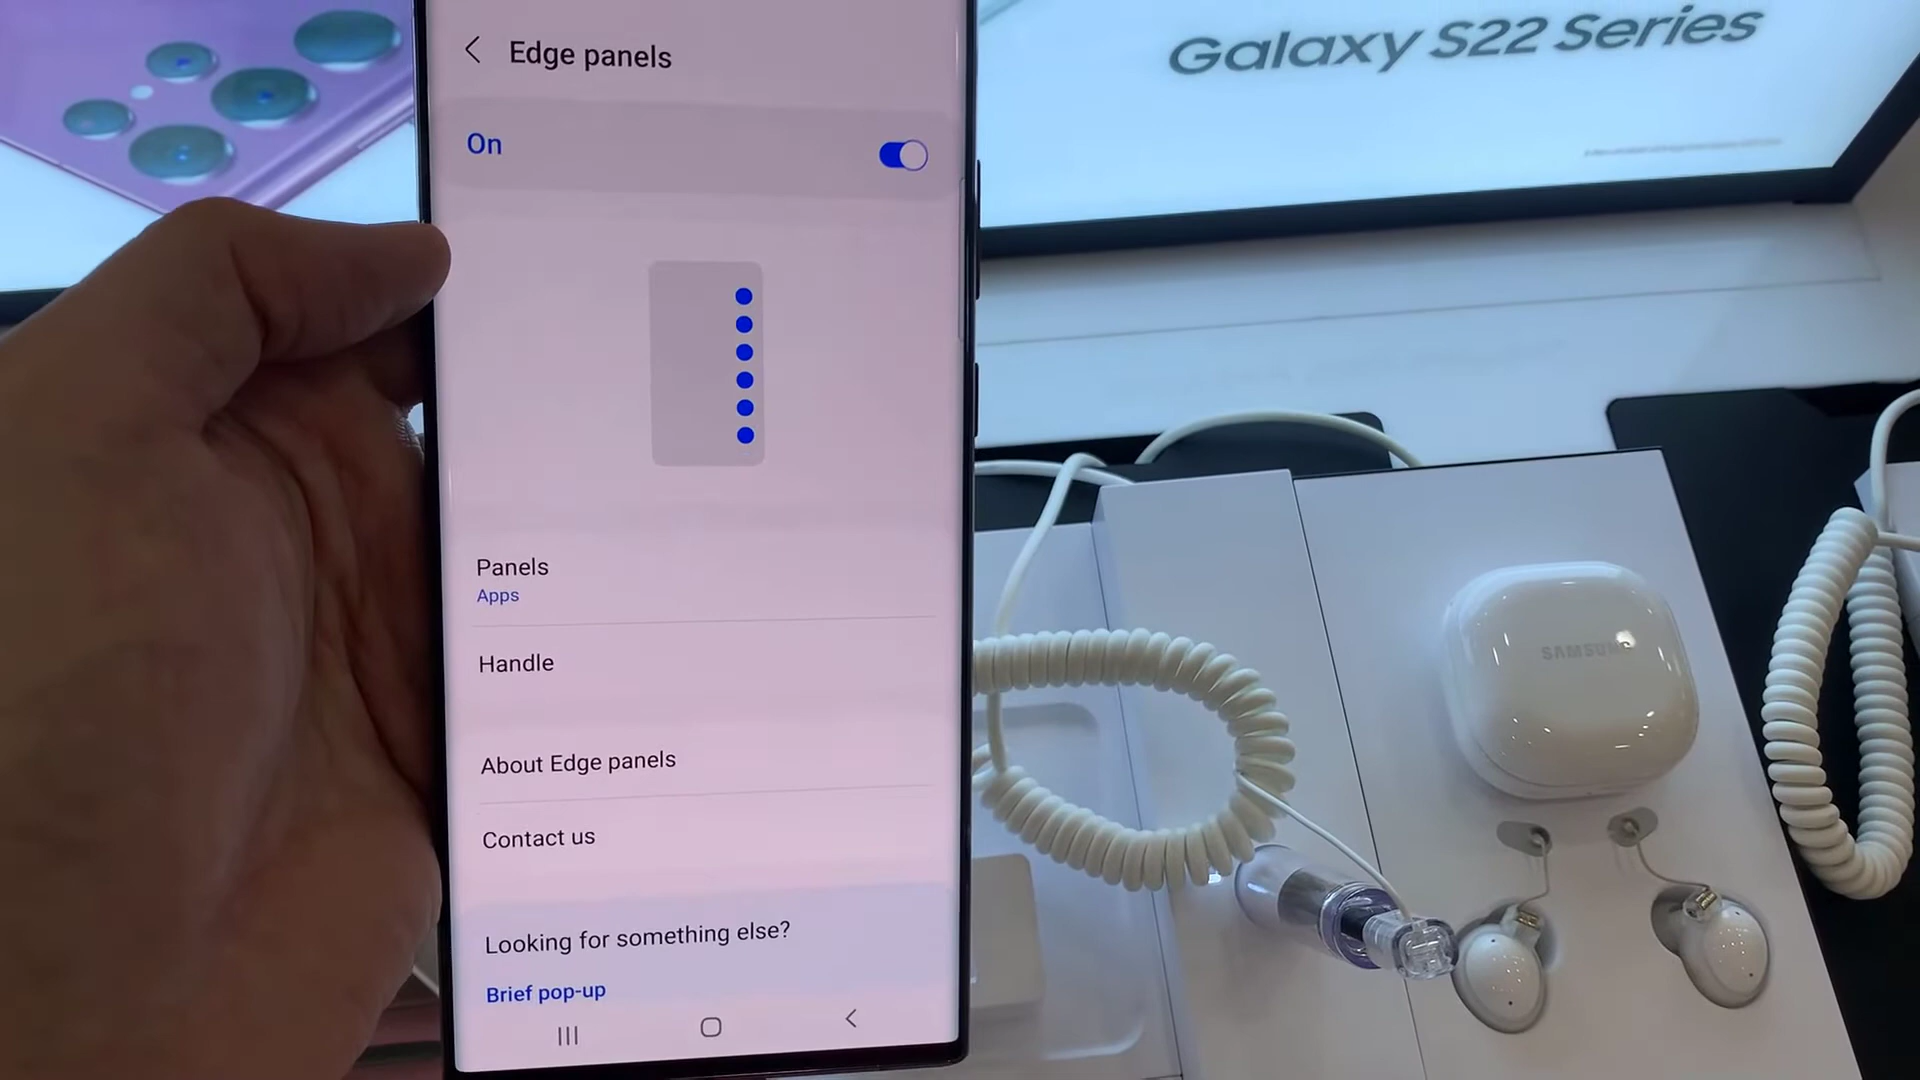 Edge panels
On
Panels
Apps
Handle
About Edge panels
Contact us
Looking for something else?
Brief pop-up
Galaxy S22 Series
SAMSUNG